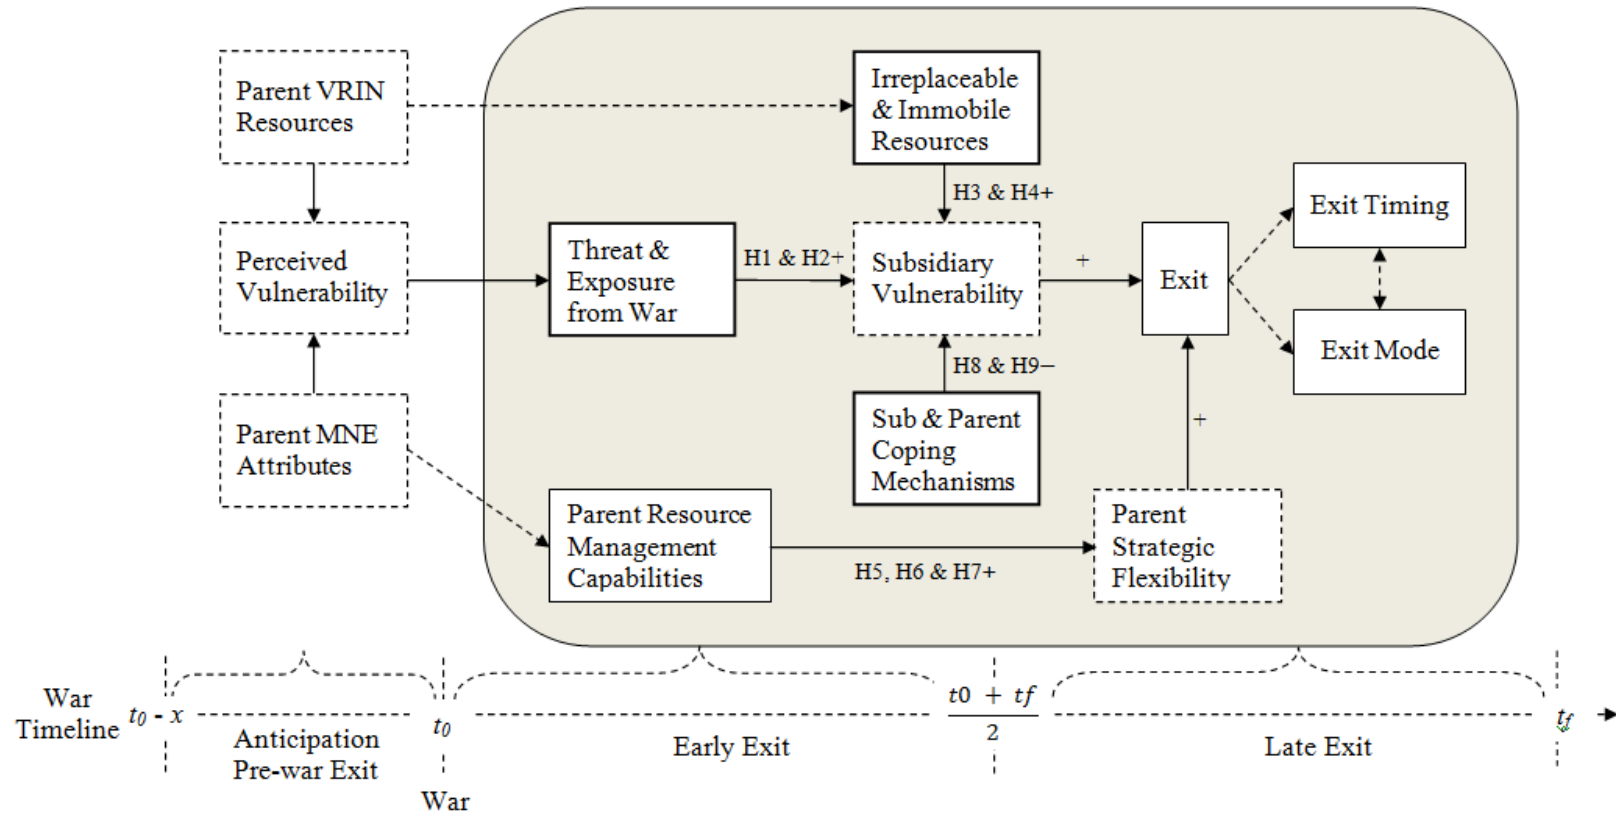 Parent VRIN
Resources
Irreplaceable
& Immobile
Resources
H3 & H4+
Exit Timing
Perceived
Vulnerability
Threat &
Exposure
from War
H1 & H2+
Subsidiary
Vulnerability
+
Exit
Exit Mode
H8 & H9−
Parent MNE
Attributes
Sub & Parent
Coping
Mechanisms
+
Parent Resource
Management
Capabilities
H5, H6 & H7+
Parent
Strategic
Flexibility
War
Timeline
t0 - x
Anticipation
Pre-war Exit
t0
War
Early Exit
t0 + tf
2
Late Exit
tf